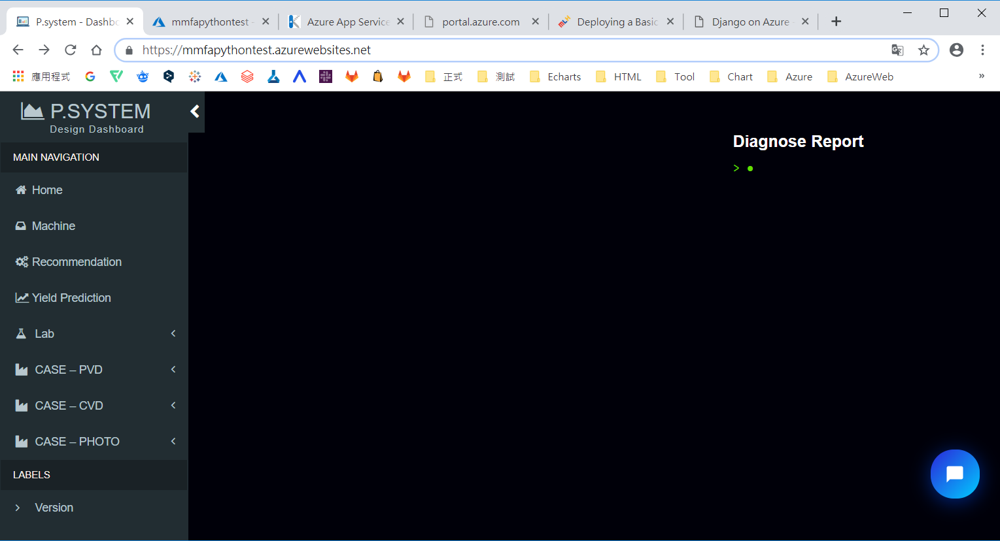 P.system - Dashbo
mmfapythontest -
Azure App Service
portal.azure.com
Deploying a Basic
Django on Azure -
https://mmfapythontest.azurewebsites.net
應用程式
正式
測試
Echarts
HTML
Tool
Chart
Azure
AzureWeb
»
P.SYSTEM
Design Dashboard
MAIN NAVIGATION
Home
Machine
Recommendation
Yield Prediction
Lab
CASE – PVD
CASE – CVD
CASE – PHOTO
LABELS
Version
Diagnose Report
>